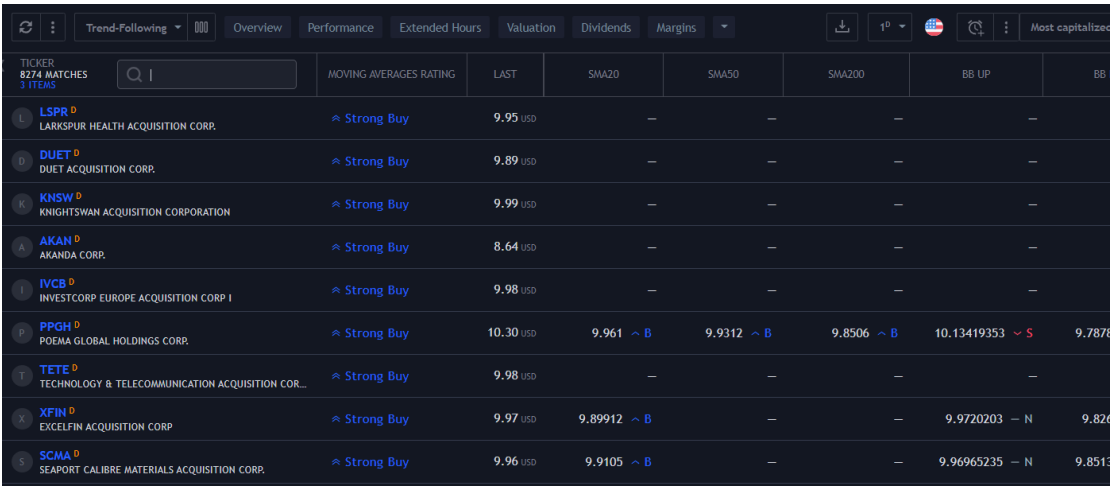 Trend-Following Overview Performance Extended Hours Valuation Dividends Margins 1D Most capitalized
TICKER
8274 MATCHES
3 ITEMS
MOVING AVERAGES RATING LAST SMA20 SMA50 SMA200 BB UP BB
L LSPR D
LARKSPUR HEALTH ACQUISITION CORP.
Strong Buy 9.95 USD — — — —
D DUET D
DUET ACQUISITION CORP.
Strong Buy 9.89 USD — — — —
K KNSW D
KNIGHTSWAN ACQUISITION CORPORATION
Strong Buy 9.99 USD — — — —
A AKAN D
AKANDA CORP.
Strong Buy 8.64 USD — — — —
I IVCB D
INVESTCORP EUROPE ACQUISITION CORP I
Strong Buy 9.98 USD — — — —
P PPGH D
POEMA GLOBAL HOLDINGS CORP.
Strong Buy 10.30 USD 9.961 B 9.9312 B 9.8506 B 10.13419353 S 9.7878
T TETE D
TECHNOLOGY & TELECOMMUNICATION ACQUISITION COR...
Strong Buy 9.98 USD — — — —
X XFIN D
EXCELFIN ACQUISITION CORP
Strong Buy 9.97 USD 9.89912 B — — 9.9720203 — N 9.826
S SCMA D
SEAPORT CALIBRE MATERIALS ACQUISITION CORP.
Strong Buy 9.96 USD 9.9105 B — — 9.96965235 — N 9.8513